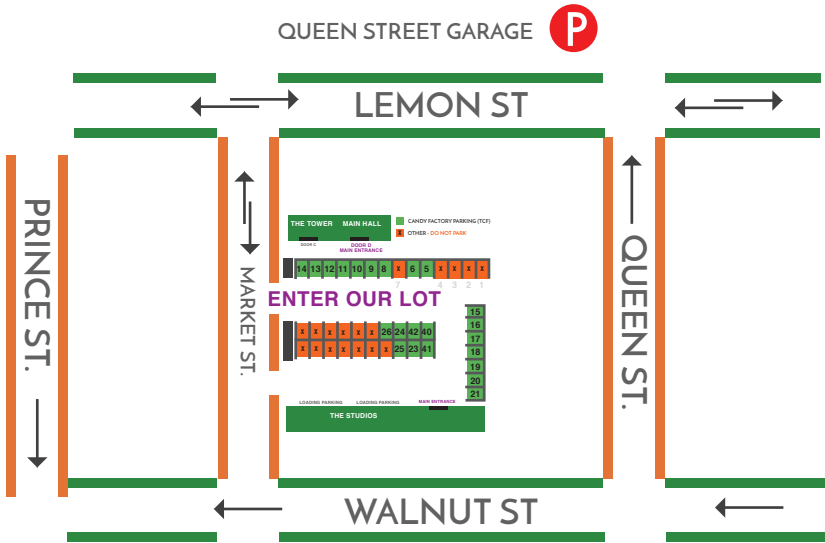 QUEEN STREET GARAGE P
LEMON ST
PRINCE ST.
MARKET ST.
QUEEN ST.
THE TOWER MAIN HALL
DOOR C
DOOR D
MAIN ENTRANCE
CANDY FACTORY PARKING (TCF)
X OTHER - DO NOT PARK
14 13 12 11 10 9 8 X 6 5 X X X X
7 4 3 2 1
ENTER OUR LOT
X X X X X X 26 24 42 40
X X X X X X X 25 23 41
15
16
17
18
19
20
21
LOADING PARKING LOADING PARKING MAIN ENTRANCE
THE STUDIOS
WALNUT ST